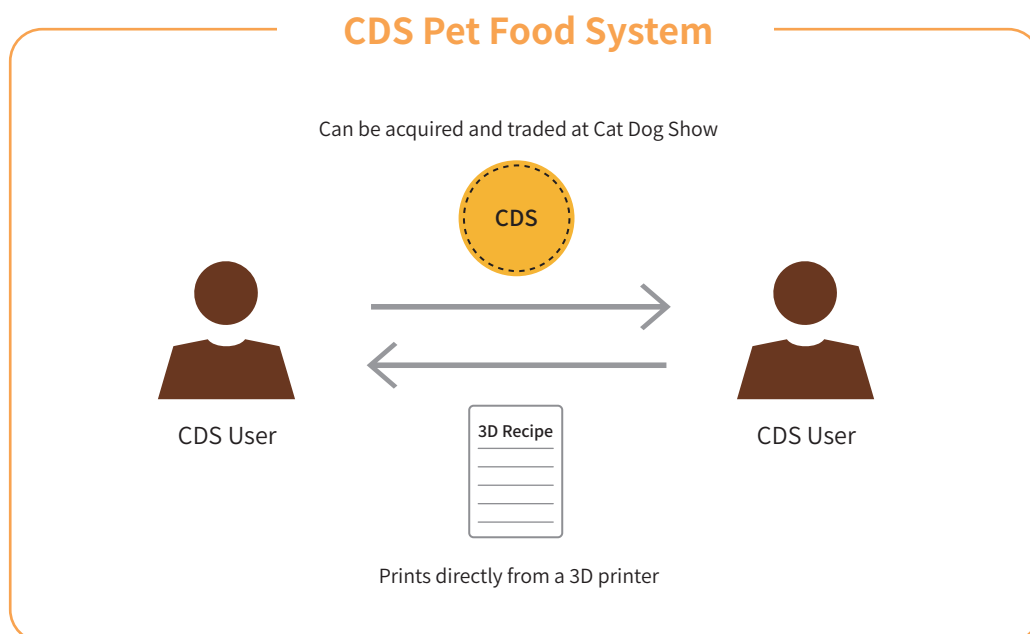 CDS Pet Food System
Can be acquired and traded at Cat Dog Show
CDS
CDS User
CDS User
3D Recipe
Prints directly from a 3D printer